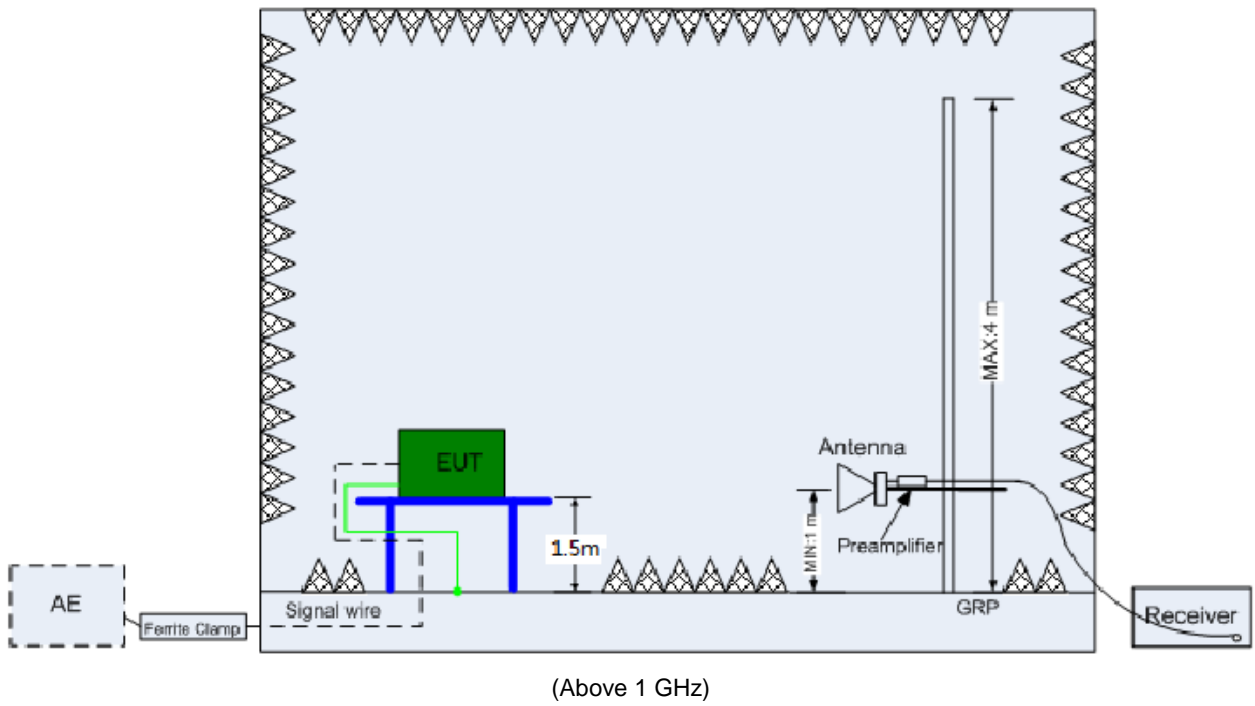 MAX:4 m
EUT
Antenna
MIN:1 m
1.5m
Preamplifier
AE
Ferrite Clamp
Signal wire
GRP
Receiver
(Above 1 GHz)